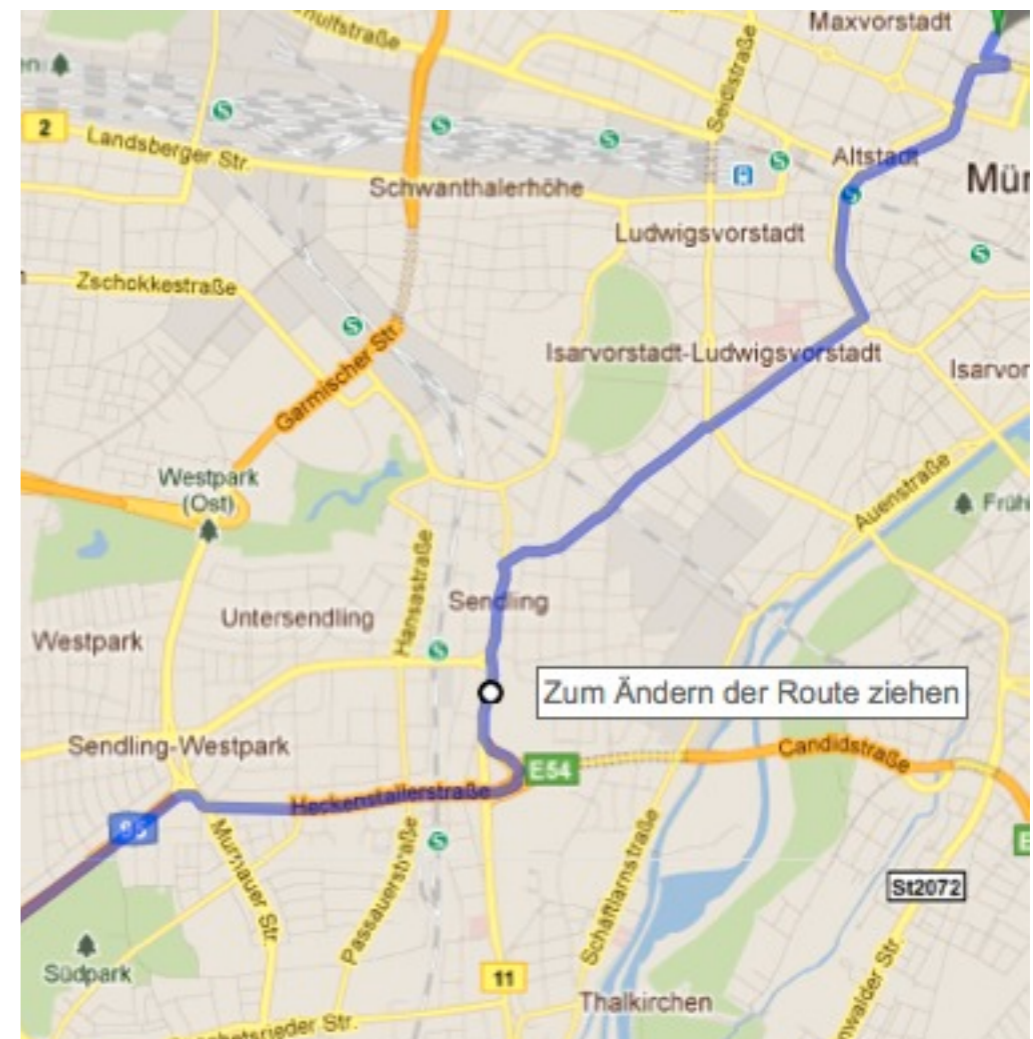 Maxvorstadt
Seidlstraße
2
Landsberger Str.
Altstadt
Schwanthalerhöhe
Mün
Ludwigsvorstadt
Zschokkestraße
Garmischer Str.
Isarvorstadt-Ludwigsvorstadt
Isarvor
Westpark
(Ost)
Auenstraße
Früh
Hansastraße
Sendling
Untersendling
Westpark
Zum Ändern der Route ziehen
Sendling-Westpark
E54
Candidstraße
Heckenstallerstraße
95
Murnauer Str.
Passauerstraße
Schäftlarnstraße
St2072
Südpark
11
Thalkirchen